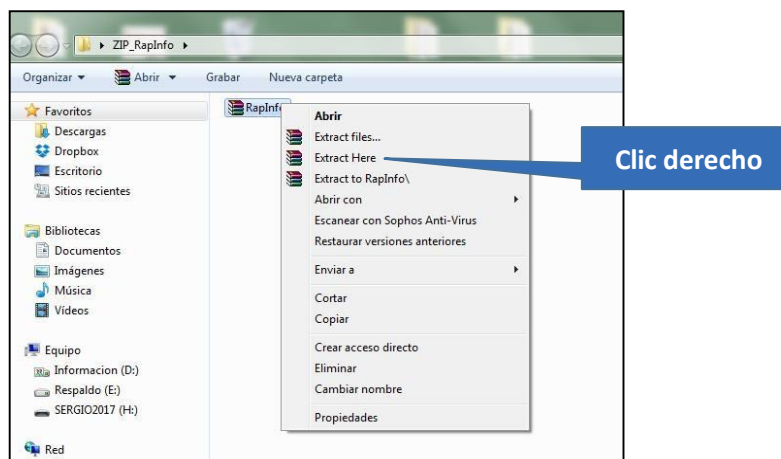 ZIP_RapInfo
Organizar
Abrir
Grabar
Nueva carpeta
Favoritos
Descargas
Dropbox
Escritorio
Sitios recientes
Bibliotecas
Documentos
Imágenes
Música
Vídeos
Equipo
Informacion (D:)
Respaldo (E:)
SERGIO2017 (H:)
Red
RapInfo
Abrir
Extract files...
Extract Here
Extract to RapInfo\
Abrir con
Escanear con Sophos Anti-Virus
Restaurar versiones anteriores
Enviar a
Cortar
Copiar
Crear acceso directo
Eliminar
Cambiar nombre
Propiedades
Clic derecho